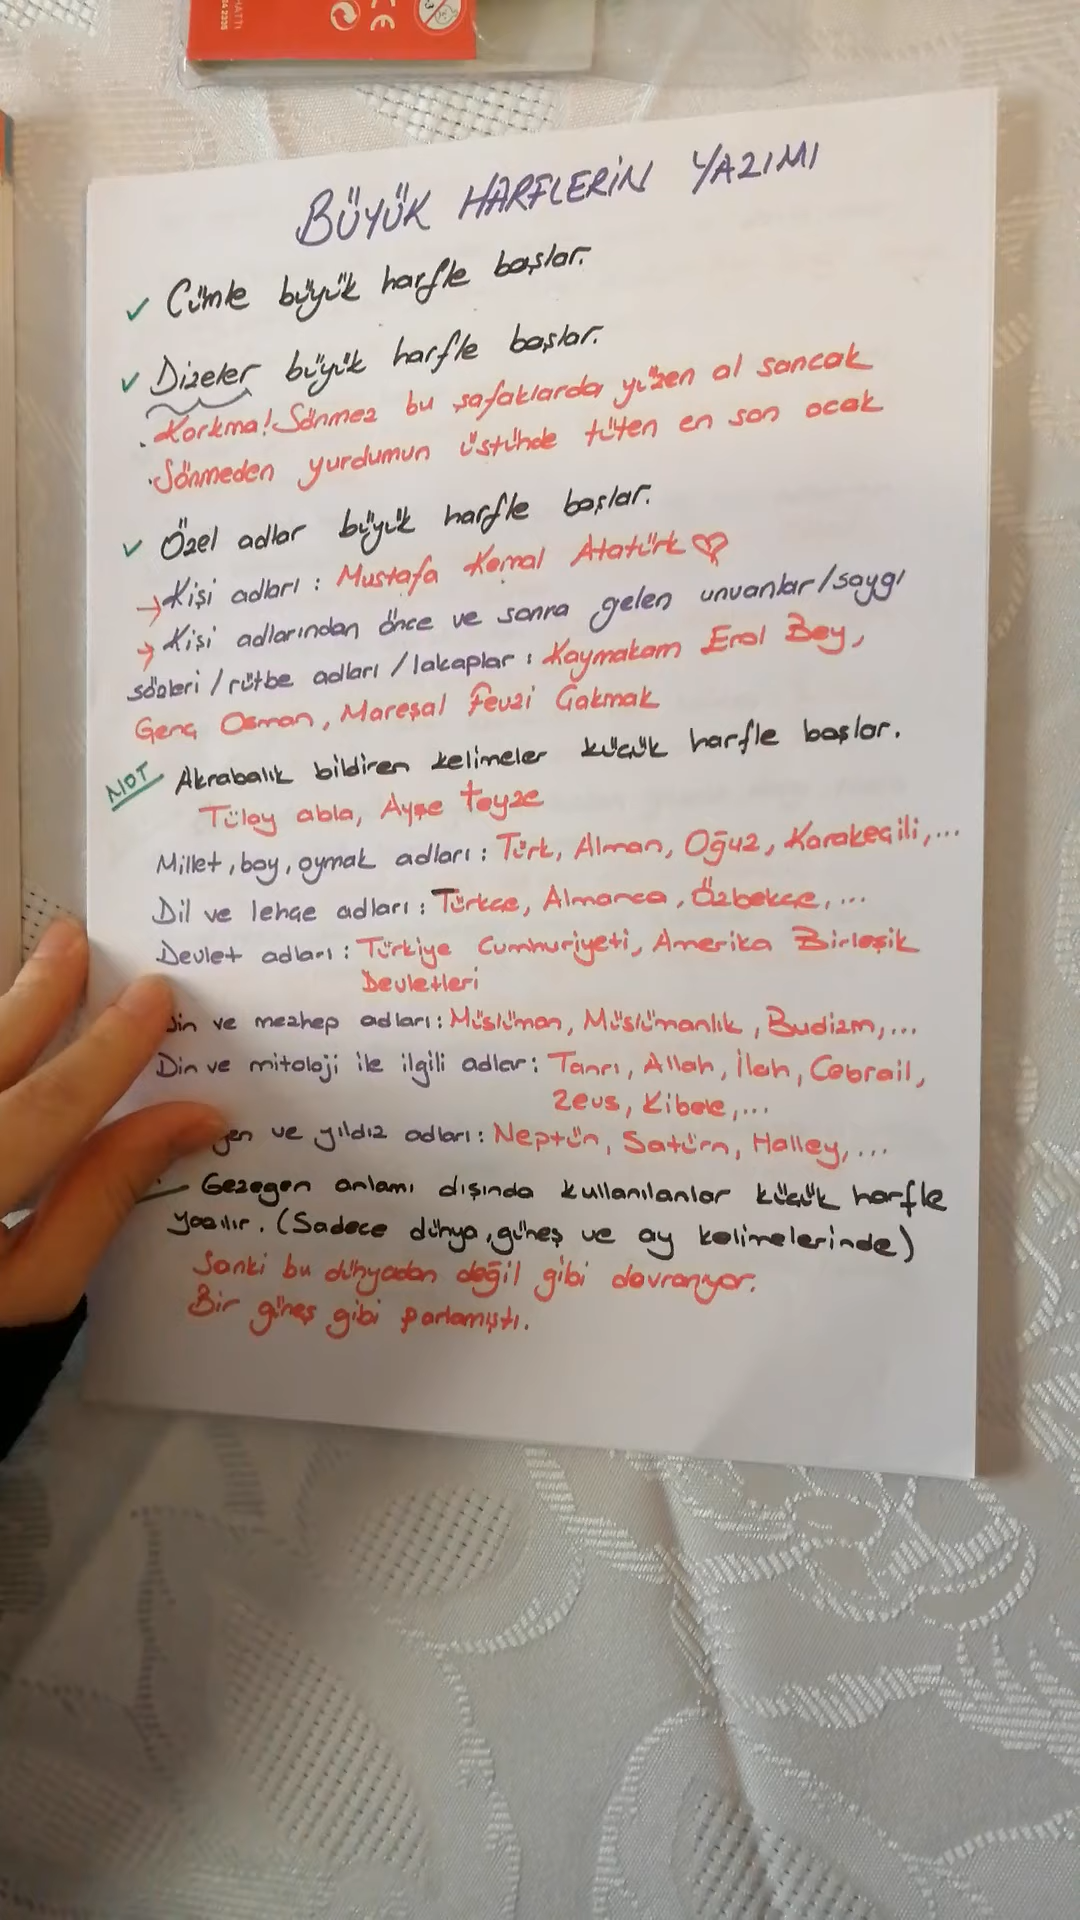 BÜYÜK HARFLERİN YAZIMI
✓ Cümle büyük harfle başlar.
✓ Dizeler büyük harfle başlar.
. Korkma! Sönmez bu şafaklarda yüzen al sancak
. Sönmeden yurdumun üstünde tüten en son ocak
✓ Özel adlar büyük harfle başlar.
→ Kişi adları : Mustafa Kemal Atatürk ♡
→ Kişi adlarından önce ve sonra gelen unvanlar/saygı
sözleri / rütbe adları / lakaplar : Kaymakam Erol Bey,
Genç Osman, Mareşal Fevzi Çakmak
NOT Akrabalık bildiren kelimeler küçük harfle başlar.
Tülay abla, Ayşe teyze
Millet, boy, oymak adları : Türk, Alman, Oğuz, Karakeçili,...
Dil ve lehçe adları : Türkçe, Almanca, Özbekçe,...
Devlet adları : Türkiye Cumhuriyeti, Amerika Birleşik
Devletleri
Din ve mezhep adları : Müslüman, Müslümanlık, Budizm,...
Din ve mitoloji ile ilgili adlar : Tanrı, Allah, İlah, Cebrail,
Zeus, Kibele,...
gen ve yıldız adları : Neptün, Satürn, Halley,...
Gezegen anlamı dışında kullanılanlar küçük harfle
yazılır. (Sadece dünya, güneş ve ay kelimelerinde)
Sanki bu dünyadan değil gibi davranıyor.
Bir güneş gibi parlamıştı.